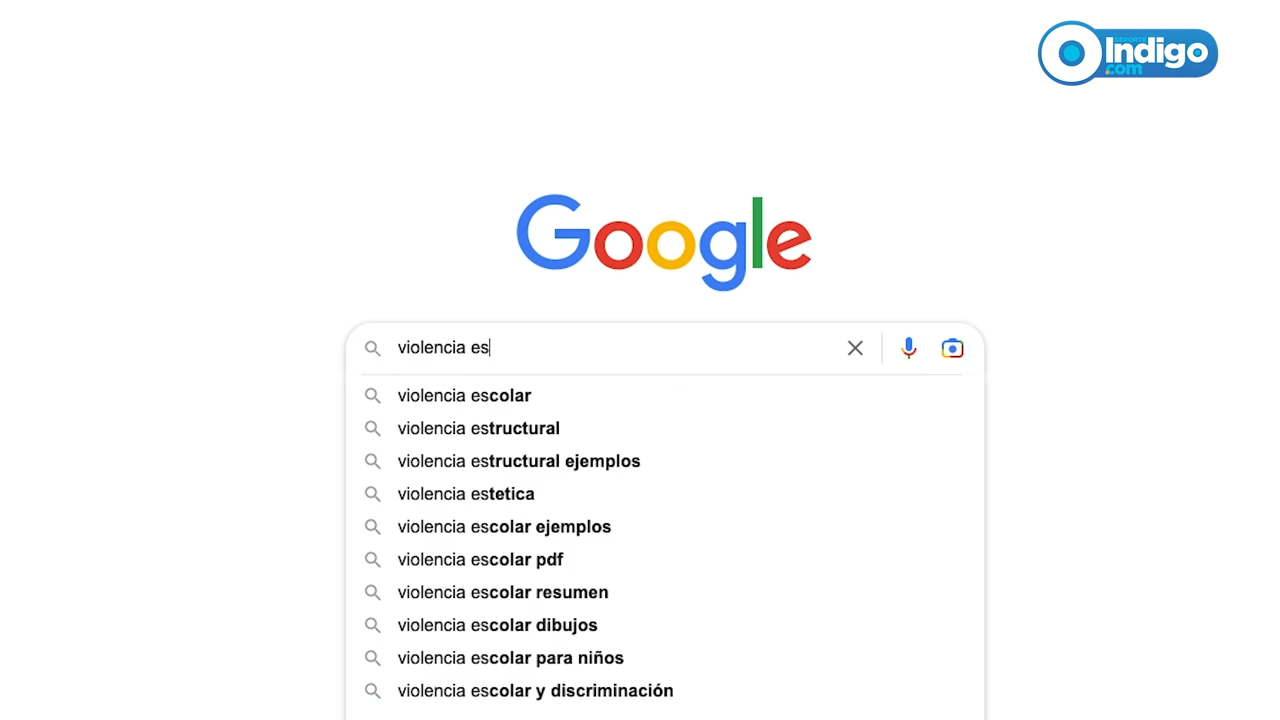 REPORTE
Indigo
.com
Google
violencia es
violencia escolar
violencia estructural
violencia estructural ejemplos
violencia estetica
violencia escolar ejemplos
violencia escolar pdf
violencia escolar resumen
violencia escolar dibujos
violencia escolar para niños
violencia escolar y discriminación